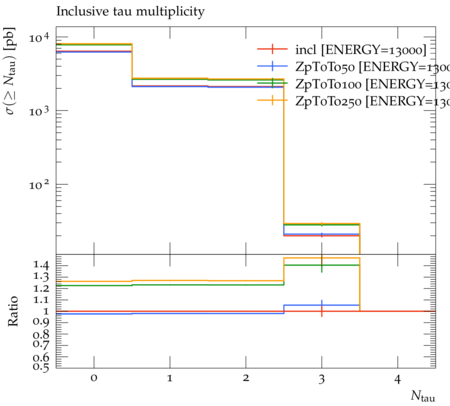 Inclusive tau multiplicity
σ(≥ Ntau) [pb]
10⁴
10³
10²
incl [ENERGY=13000]
ZpToTo50 [ENERGY=1300
ZpToTo100 [ENERGY=130
ZpToTo250 [ENERGY=130
Ratio
1.4
1.3
1.2
1.1
1
0.9
0.8
0.7
0.6
0.5
0 1 2 3 4
Ntau